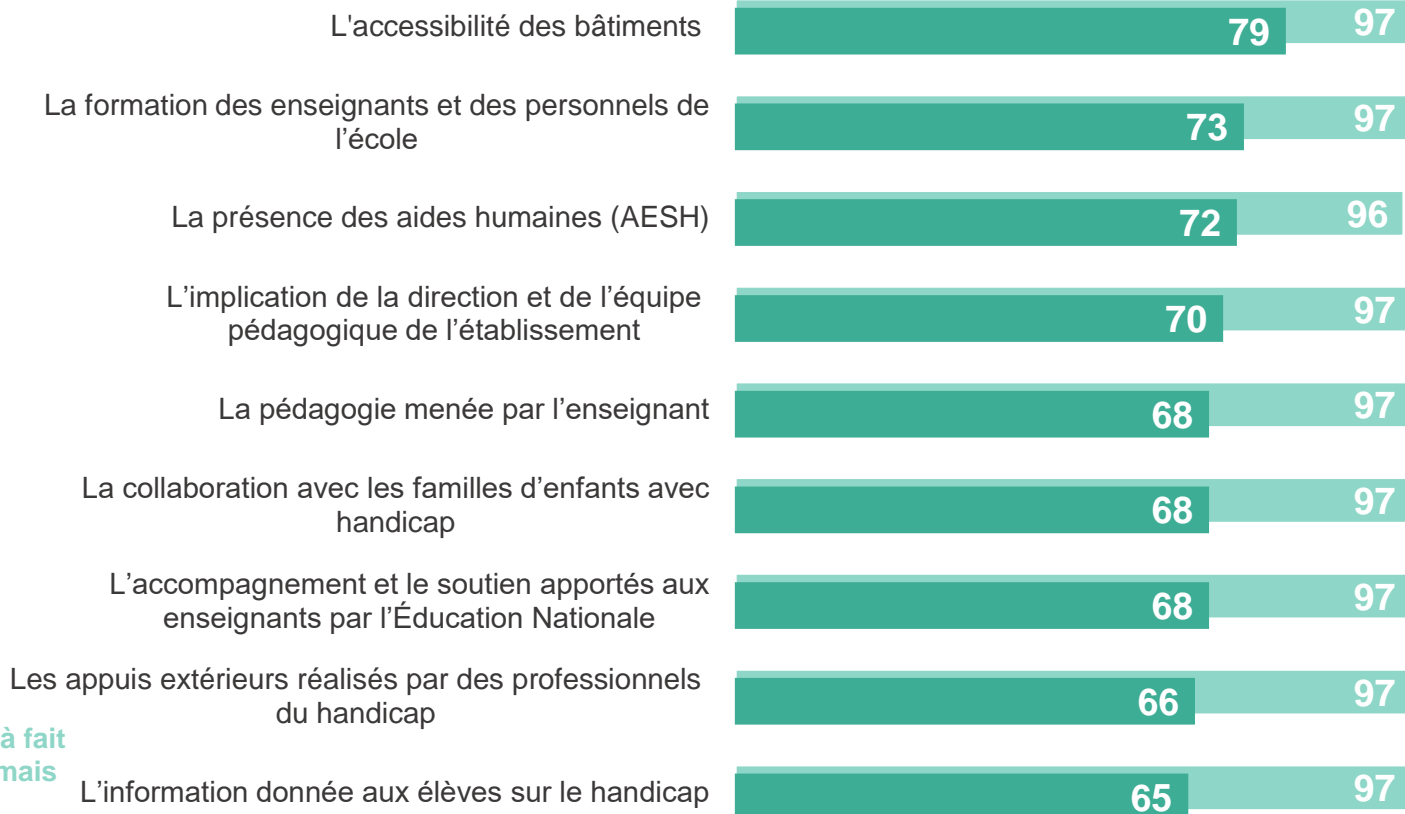 L'accessibilité des bâtiments
79 97
La formation des enseignants et des personnels de
l’école
73 97
La présence des aides humaines (AESH)
72 96
L’implication de la direction et de l’équipe
pédagogique de l’établissement
70 97
La pédagogie menée par l’enseignant
68 97
La collaboration avec les familles d’enfants avec
handicap
68 97
L’accompagnement et le soutien apportés aux
enseignants par l’Éducation Nationale
68 97
Les appuis extérieurs réalisés par des professionnels
du handicap
66 97
à fait
mais
L’information donnée aux élèves sur le handicap
65 97